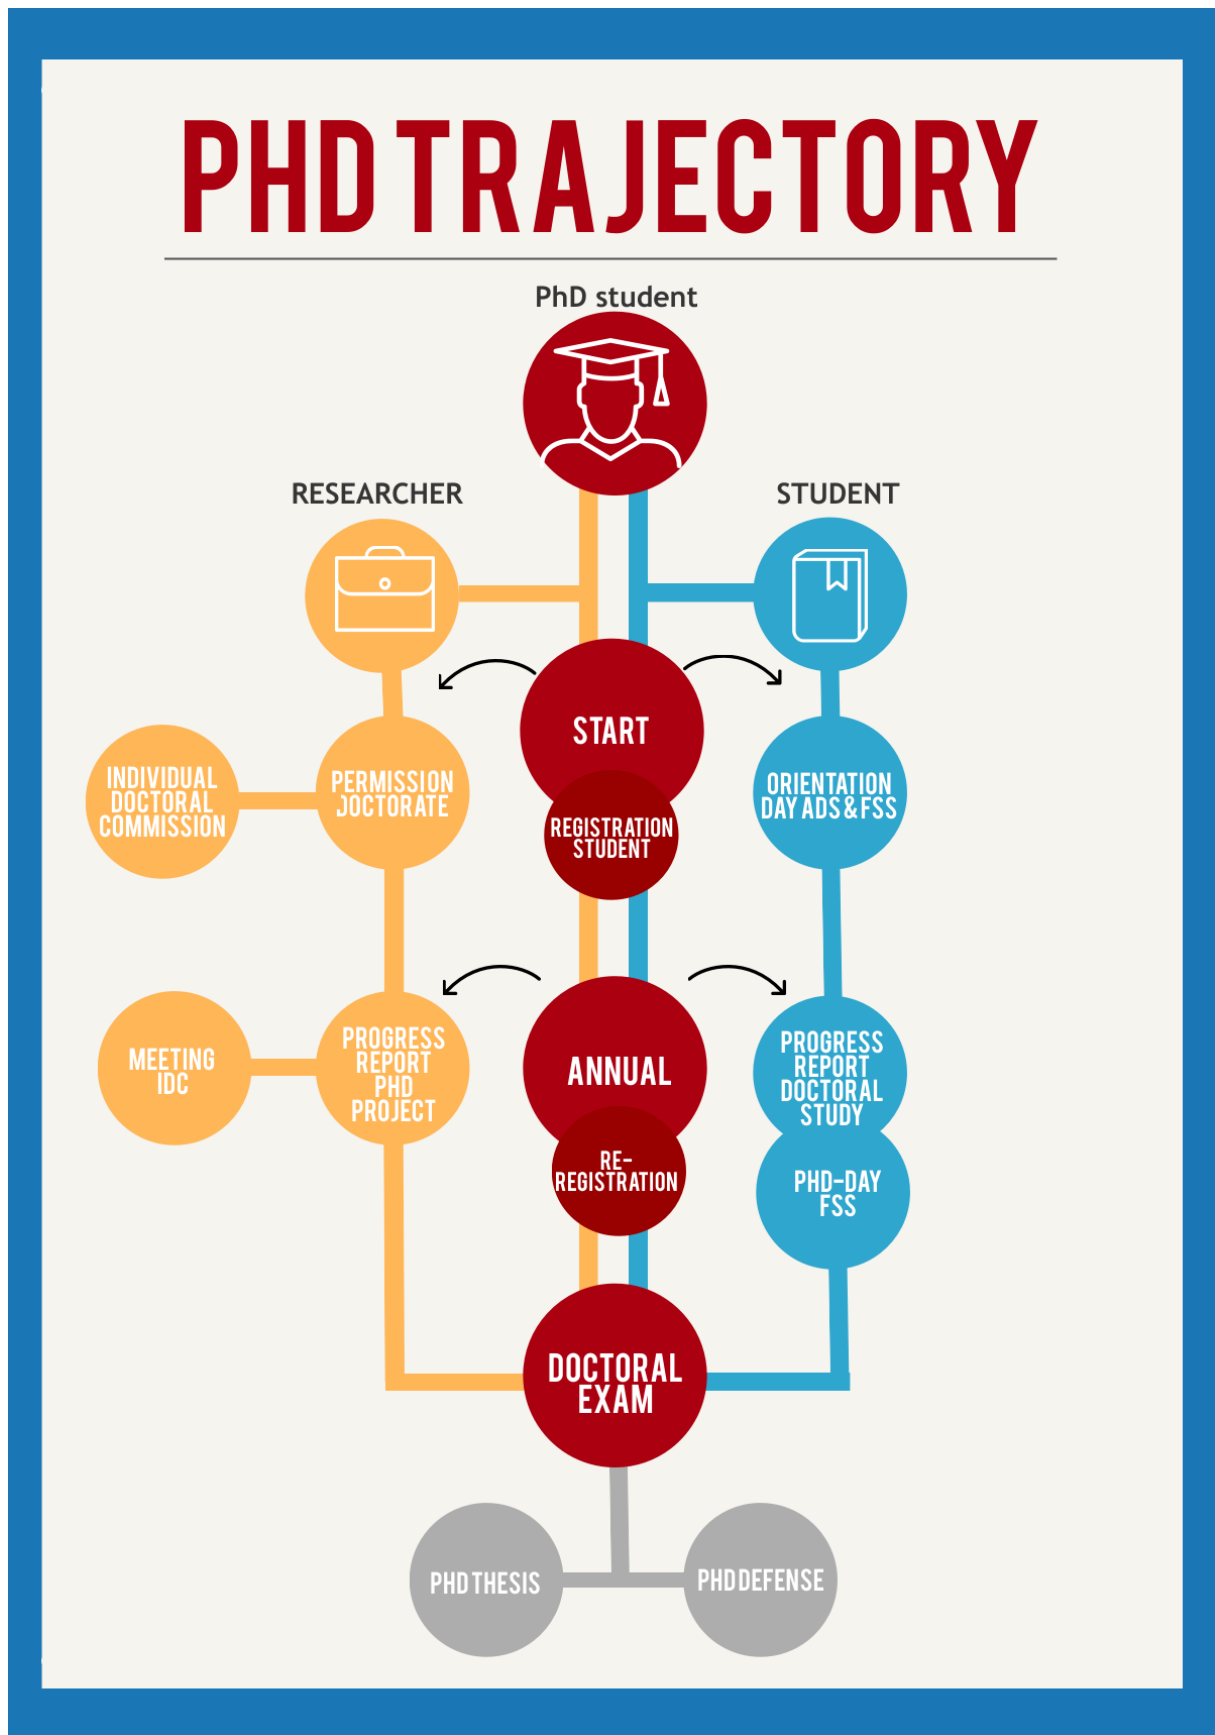 PHD TRAJECTORY
PhD student
RESEARCHER
STUDENT
START
REGISTRATION
STUDENT
INDIVIDUAL
DOCTORAL
COMMISSION
PERMISSION
JOCTORATE
ORIENTATION
DAY ADS & FSS
ANNUAL
RE-
REGISTRATION
MEETING
IDC
PROGRESS
REPORT
PHD
PROJECT
PROGRESS
REPORT
DOCTORAL
STUDY
PHD-DAY
FSS
DOCTORAL
EXAM
PHD THESIS
PHD DEFENSE